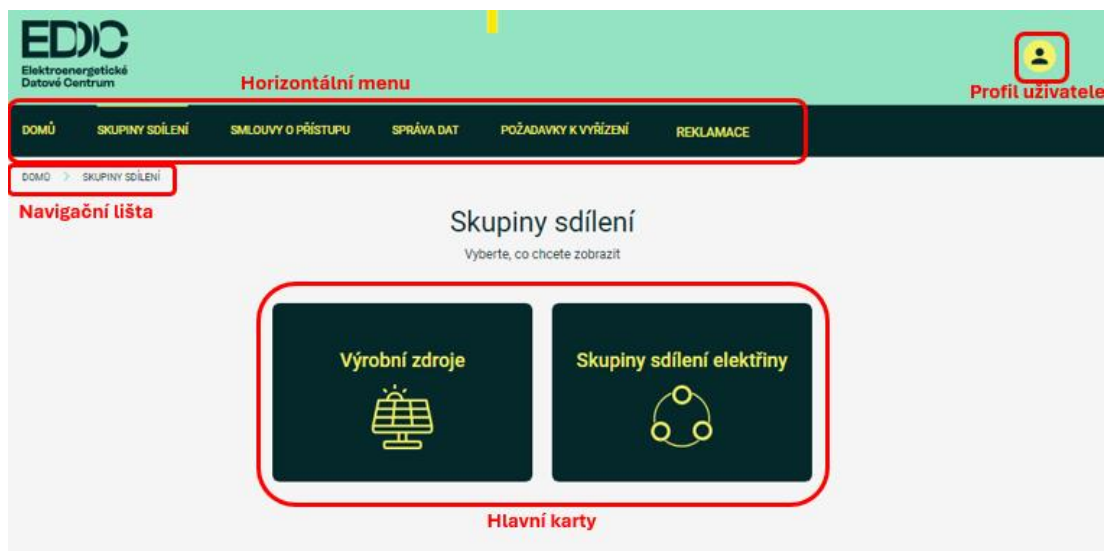 EDC
Elektroenergetické
Datové Centrum
Horizontální menu
Profil uživatele
DOMŮ SKUPINY SDÍLENÍ SMLOUVY O PŘÍSTUPU SPRÁVA DAT POŽADAVKY K VYŘÍZENÍ REKLAMACE
DOMŮ > SKUPINY SDÍLENÍ
Navigační lišta
Skupiny sdílení
Vyberte, co chcete zobrazit
Výrobní zdroje Skupiny sdílení elektřiny
Hlavní karty